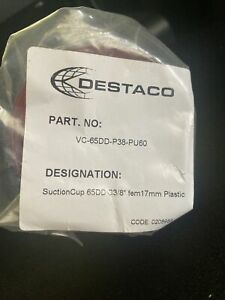 DESTACO
PART. NO:
VC-65DD-P38-PU60
DESIGNATION:
SuctionCup 65DD G3/8" fem17mm Plastic
CODE: